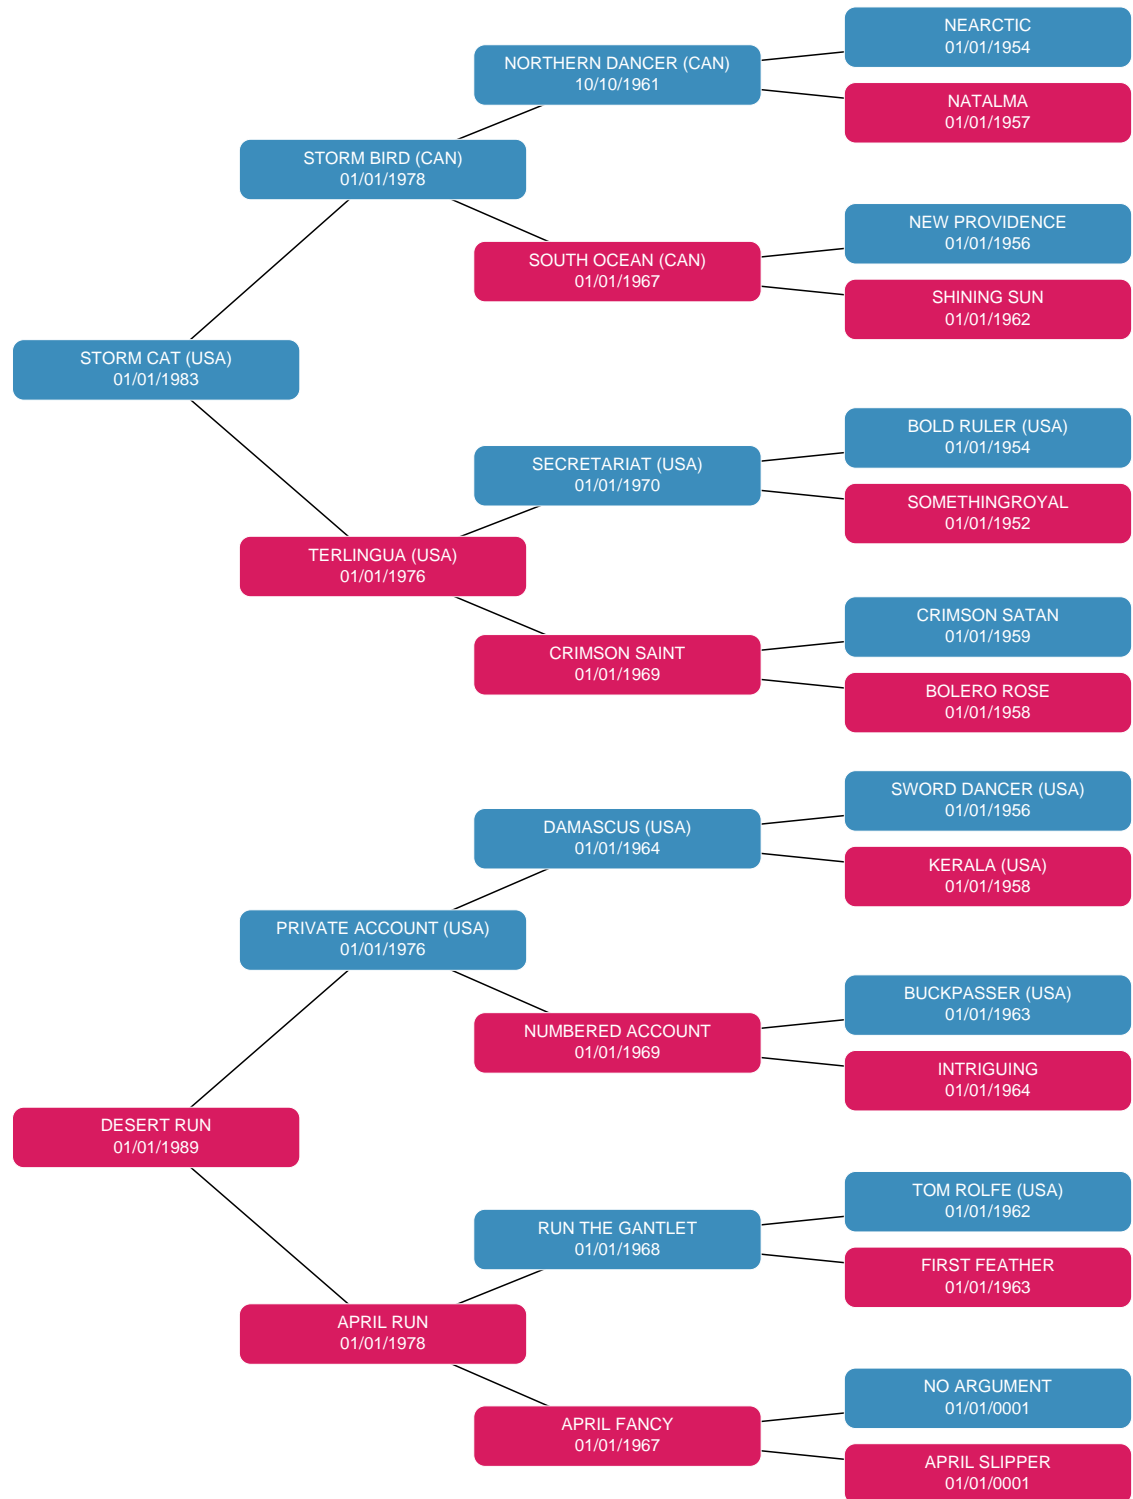 NEARCTIC
01/01/1954
NORTHERN DANCER (CAN)
10/10/1961
NATALMA
01/01/1957
STORM BIRD (CAN)
01/01/1978
NEW PROVIDENCE
01/01/1956
SOUTH OCEAN (CAN)
01/01/1967
SHINING SUN
01/01/1962
STORM CAT (USA)
01/01/1983
BOLD RULER (USA)
01/01/1954
SECRETARIAT (USA)
01/01/1970
SOMETHINGROYAL
01/01/1952
TERLINGUA (USA)
01/01/1976
CRIMSON SATAN
01/01/1959
CRIMSON SAINT
01/01/1969
BOLERO ROSE
01/01/1958
SWORD DANCER (USA)
01/01/1956
DAMASCUS (USA)
01/01/1964
KERALA (USA)
01/01/1958
PRIVATE ACCOUNT (USA)
01/01/1976
BUCKPASSER (USA)
01/01/1963
NUMBERED ACCOUNT
01/01/1969
INTRIGUING
01/01/1964
DESERT RUN
01/01/1989
TOM ROLFE (USA)
01/01/1962
RUN THE GANTLET
01/01/1968
FIRST FEATHER
01/01/1963
APRIL RUN
01/01/1978
NO ARGUMENT
01/01/0001
APRIL FANCY
01/01/1967
APRIL SLIPPER
01/01/0001